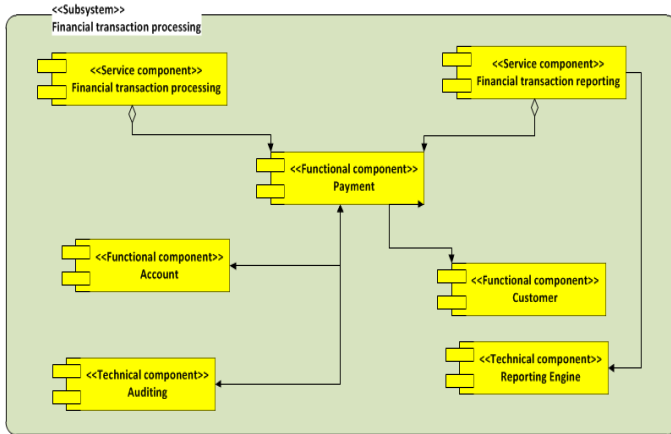 <<Subsystem>>
Financial transaction processing
<<Service component>>
Financial transaction processing
<<Service component>>
Financial transaction reporting
<<Functional component>>
Payment
<<Functional component>>
Account
<<Functional component>>
Customer
<<Technical component>>
Auditing
<<Technical component>>
Reporting Engine